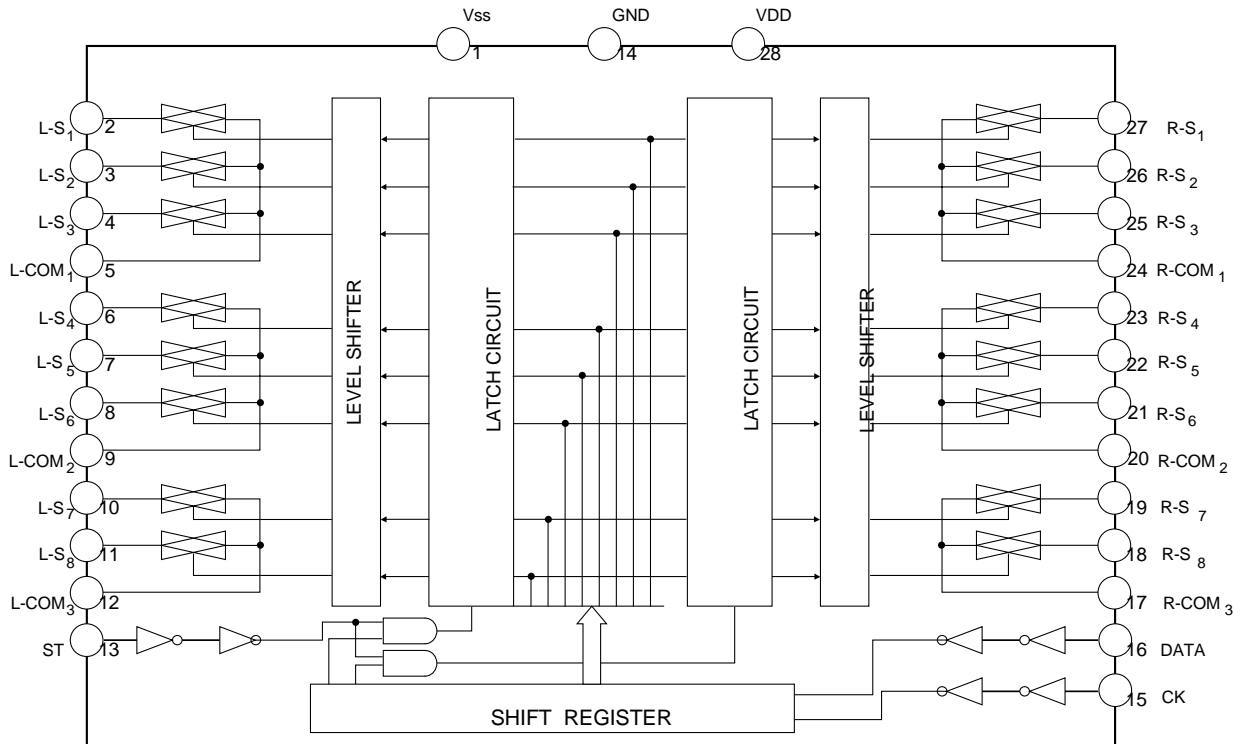 Vss GND VDD
1 14 28
L-S1 2 27 R-S1
L-S2 3 26 R-S2
L-S3 4 25 R-S3
L-COM1 5 24 R-COM1
L-S4 6 23 R-S4
L-S5 7 22 R-S5
L-S6 8 21 R-S6
L-COM2 9 20 R-COM2
L-S7 10 19 R-S7
L-S8 11 18 R-S8
L-COM3 12 17 R-COM3
ST 13 16 DATA
15 CK
LEVEL SHIFTER
LATCH CIRCUIT
LATCH CIRCUIT
LEVEL SHIFTER
SHIFT REGISTER